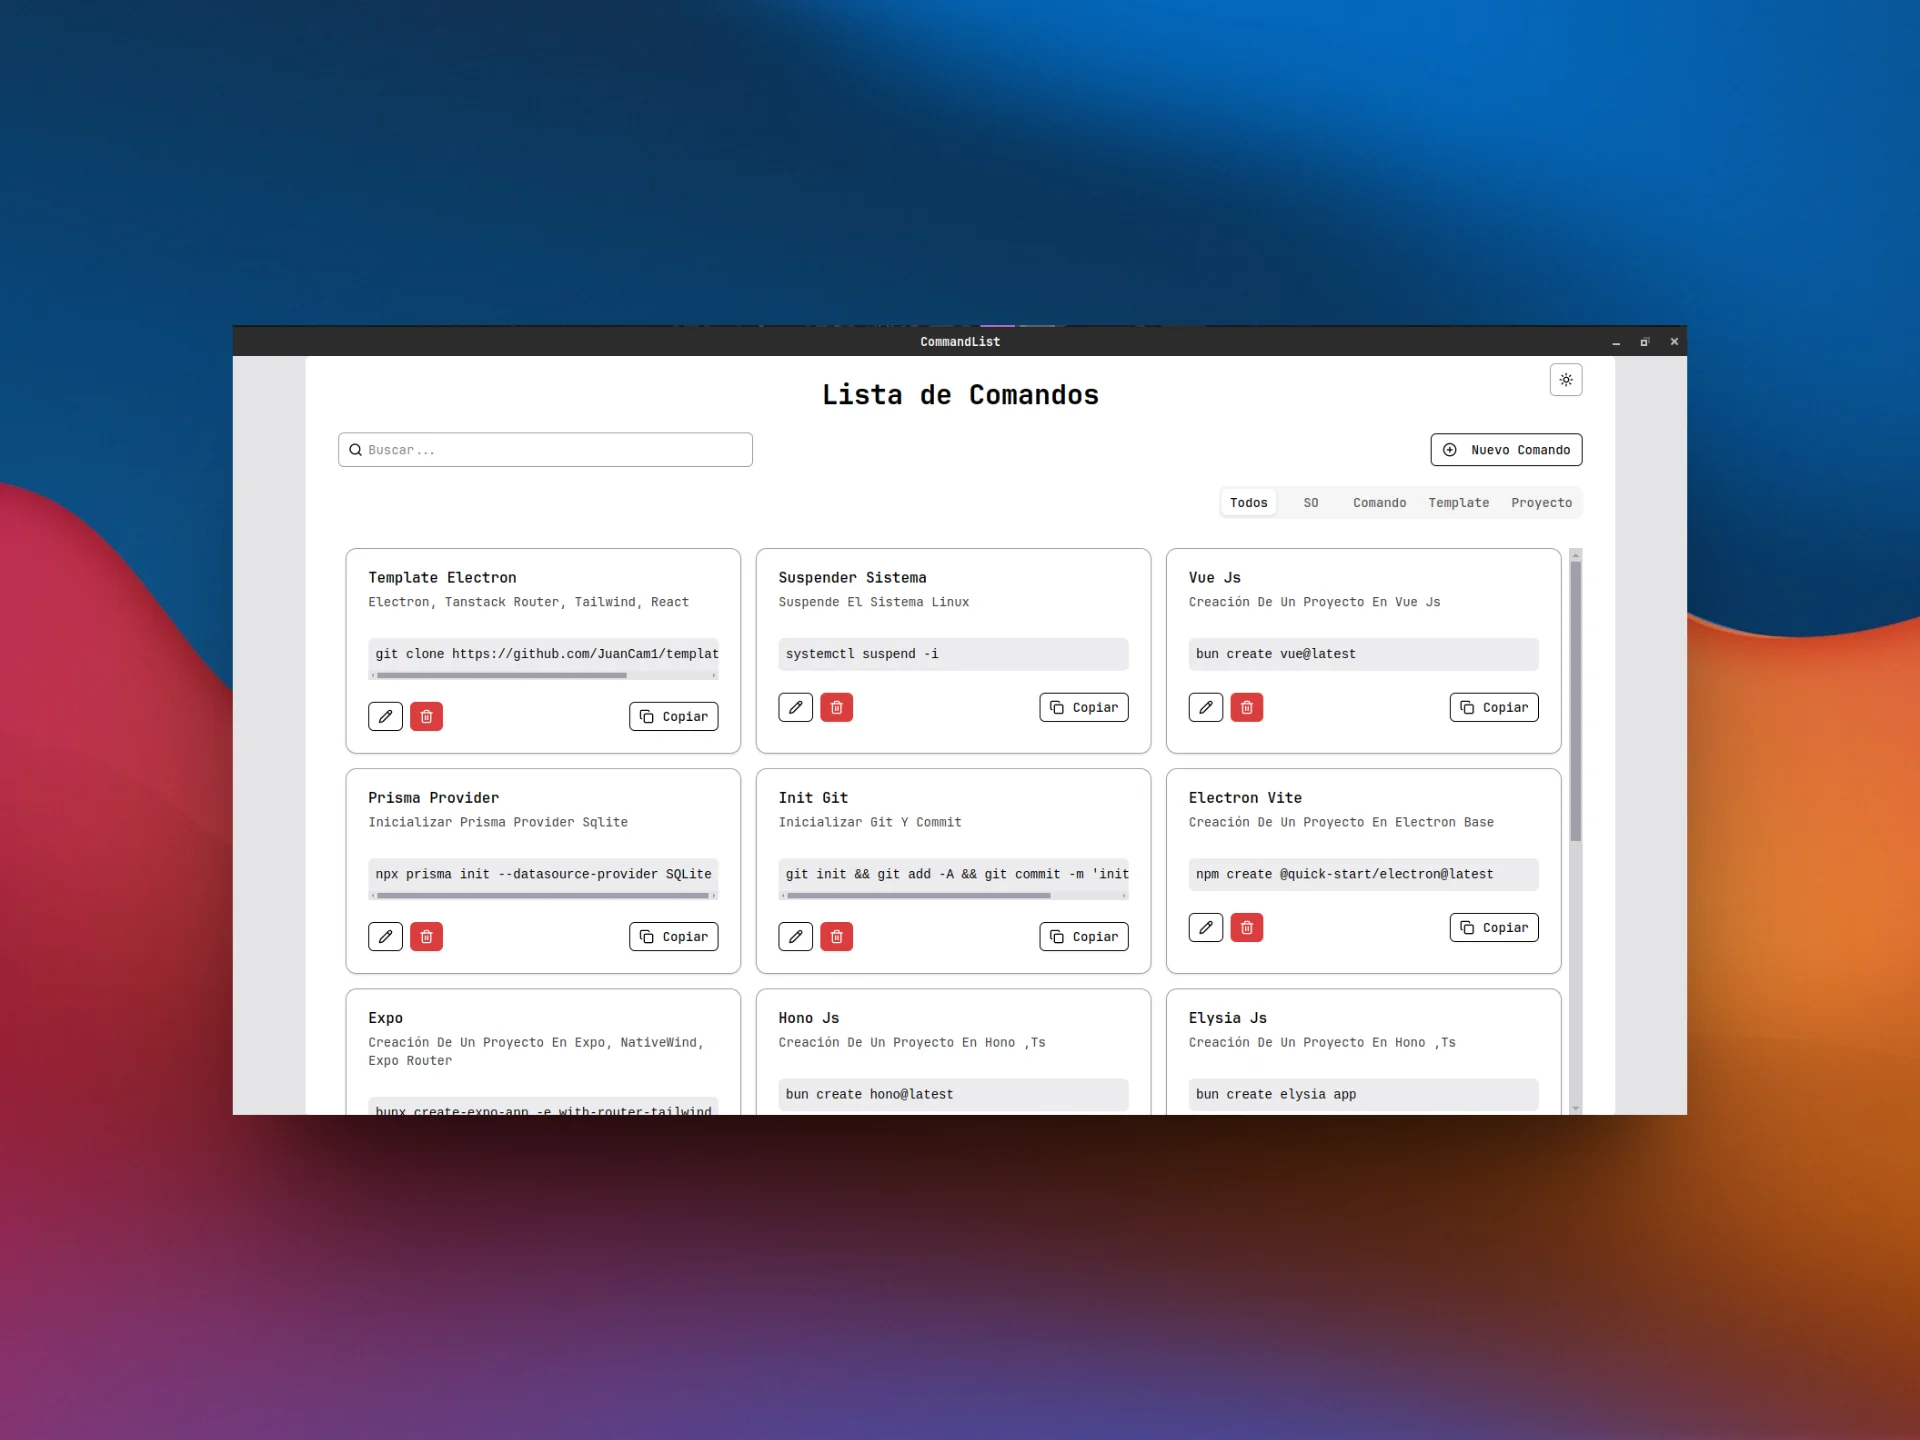 CommandList
Lista de Comandos
Buscar...
Nuevo Comando
Todos SO Comando Template Proyecto
Template Electron
Electron, Tanstack Router, Tailwind, React
git clone https://github.com/JuanCam1/templat
Copiar
Suspender Sistema
Suspende El Sistema Linux
systemctl suspend -i
Copiar
Vue Js
Creación De Un Proyecto En Vue Js
bun create vue@latest
Copiar
Prisma Provider
Inicializar Prisma Provider Sqlite
npx prisma init --datasource-provider SQLite
Copiar
Init Git
Inicializar Git Y Commit
git init && git add -A && git commit -m 'init
Copiar
Electron Vite
Creación De Un Proyecto En Electron Base
npm create @quick-start/electron@latest
Copiar
Expo
Creación De Un Proyecto En Expo, NativeWind,
Expo Router
bunx create-expo-app -e with-router-tailwind
Hono Js
Creación De Un Proyecto En Hono ,Ts
bun create hono@latest
Elysia Js
Creación De Un Proyecto En Hono ,Ts
bun create elysia app